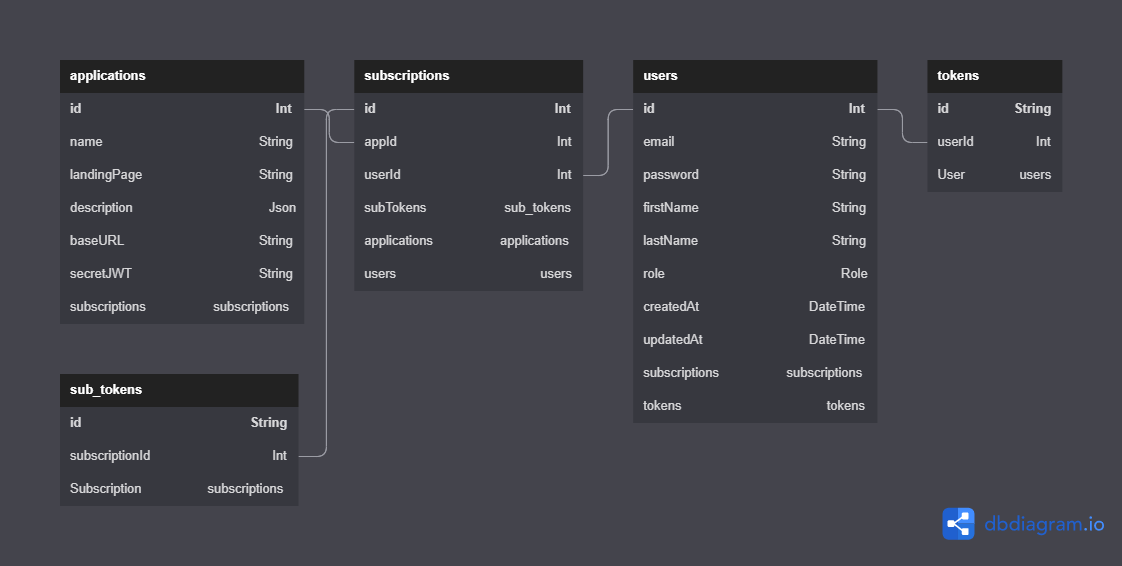 applications
id Int
name String
landingPage String
description Json
baseURL String
secretJWT String
subscriptions subscriptions
subscriptions
id Int
appId Int
userId Int
subTokens sub_tokens
applications applications
users users
users
id Int
email String
password String
firstName String
lastName String
role Role
createdAt DateTime
updatedAt DateTime
subscriptions subscriptions
tokens tokens
tokens
id String
userId Int
User users
sub_tokens
id String
subscriptionId Int
Subscription subscriptions
dbdiagram.io